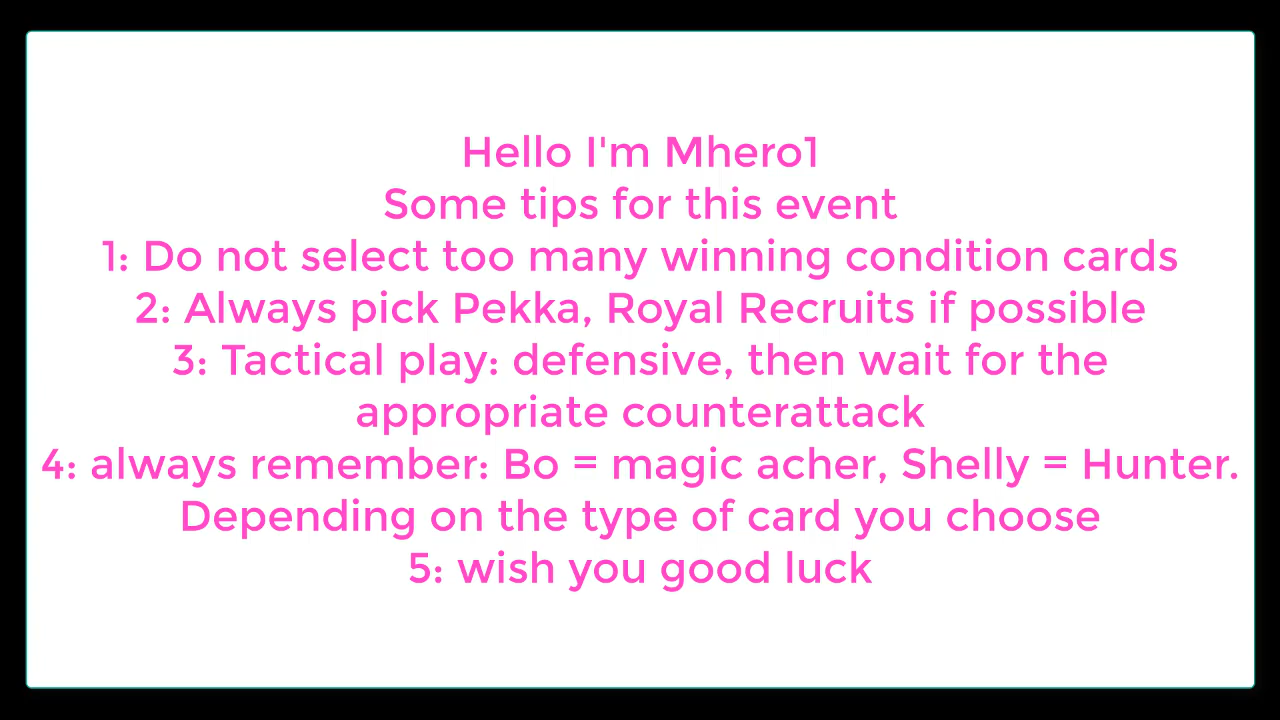 Hello I'm Mhero1
Some tips for this event
1: Do not select too many winning condition cards
2: Always pick Pekka, Royal Recruits if possible
3: Tactical play: defensive, then wait for the
appropriate counterattack
4: always remember: Bo = magic acher, Shelly = Hunter.
Depending on the type of card you choose
5: wish you good luck